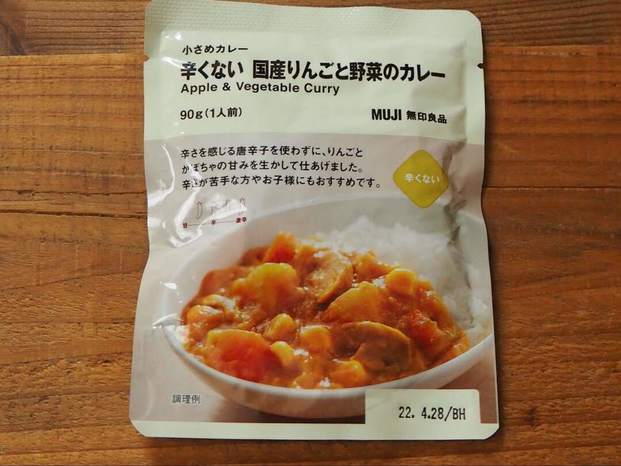 小さめカレー
辛くない 国産りんごと野菜のカレー
Apple & Vegetable Curry
90g(1人前)
MUJI 無印良品
辛さを感じる唐辛子を使わずに、りんごと
かぼちゃの甘みを生かして仕あげました。
辛さが苦手な方やお子様にもおすすめです。
辛くない
調理例
22. 4.28/BH